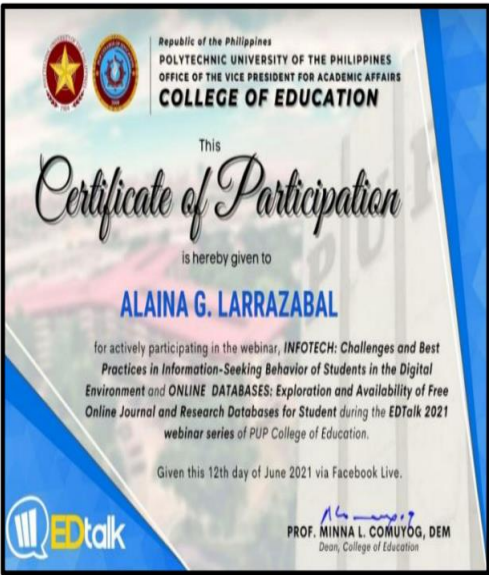 Republic of the Philippines
POLYTECHNIC UNIVERSITY OF THE PHILIPPINES
OFFICE OF THE VICE PRESIDENT FOR ACADEMIC AFFAIRS
COLLEGE OF EDUCATION
This
Certificate of Participation
is hereby given to
ALAINA G. LARRAZABAL
for actively participating in the webinar, INFOTECH: Challenges and Best
Practices in Information-Seeking Behavior of Students in the Digital
Environment and ONLINE DATABASES: Exploration and Availability of Free
Online Journal and Research Databases for Student during the EDTalk 2021
webinar series of PUP College of Education.
Given this 12th day of June 2021 via Facebook Live.
PROF. MINNA L. COMUYOG, DEM
Dean, College of Education
EDtalk
PUP